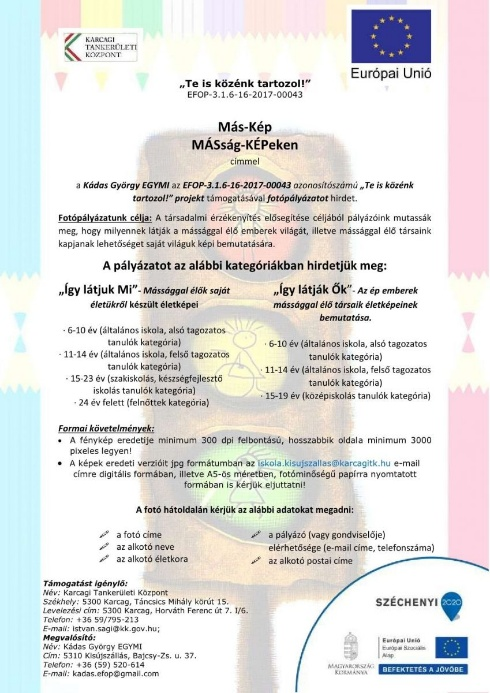 KARCAGI
TANKERÜLETI
KÖZPONT
Európai Unió
„Te is közénk tartozol!"
EFOP-3.1.6-16-2017-00043
Más-Kép
MÁSság-KÉPeken
címmel
a Kádas György EGYMI az EFOP-3.1.6-16-2017-00043 azonosítószámú „Te is közénk
tartozol!" projekt támogatásával fotópályázatot hirdet.
Fotópályázatunk célja: A társadalmi érzékenyítés elősegítése céljából pályázóink mutassák
meg, hogy milyennek látják a mássággal élő emberek világát, illetve mássággal élő társaink
kapjanak lehetőséget saját világuk képi bemutatására.
A pályázatot az alábbi kategóriákban hirdetjük meg:
„Így látjuk Mi"- Mássággal élők saját
életükről készült életképei
· 6-10 év (általános iskola, alsó tagozatos
tanulók kategória)
· 11-14 év (általános iskola, felső tagozatos
tanulók kategória)
· 15-23 év (szakiskolás, készségfejlesztő
iskolás tanulók kategória)
· 24 év felett (felnőttek kategória)
„Így látják Ők"- Az ép emberek
mássággal élő társaik életképeinek
bemutatása.
· 6-10 év (általános iskola, alsó tagozatos
tanulók kategória)
· 11-14 év (általános iskola, felső tagozatos
tanulók kategória)
· 15-19 év (középiskolás tanulók kategória)
Formai követelmények:
• A fénykép eredetije minimum 300 dpi felbontású, hosszabbik oldala minimum 3000
pixeles legyen!
• A képek eredeti verzióit jpg formátumban az iskola.kisujszallas@karcagitk.hu e-mail
címre digitális formában, illetve A5-ös méretben, fotóminőségű papírra nyomtatott
formában is kérjük eljuttatni!
A fotó hátoldalán kérjük az alábbi adatokat megadni:
a fotó címe
az alkotó neve
az alkotó életkora
a pályázó (vagy gondviselője)
elérhetősége (e-mail címe, telefonszáma)
az alkotó postai címe
Támogatást igénylő:
Név: Karcagi Tankerületi Központ
Székhely: 5300 Karcag, Táncsics Mihály körút 15.
Levelezési cím: 5300 Karcag, Horváth Ferenc út 7. I/6.
Telefon: +36 59/795-213
E-mail: istvan.sagi@kk.gov.hu;
Megvalósító:
Név: Kádas György EGYMI
Cím: 5310 Kisújszállás, Bajcsy-Zs. u. 37.
Telefon: +36 (59) 520-614
E-mail: kadas.efop@gmail.com
SZÉCHENYI 2020
MAGYARORSZÁG
KORMÁNYA
Európai Unió
Európai Szociális
Alap
BEFEKTETÉS A JÖVŐBE